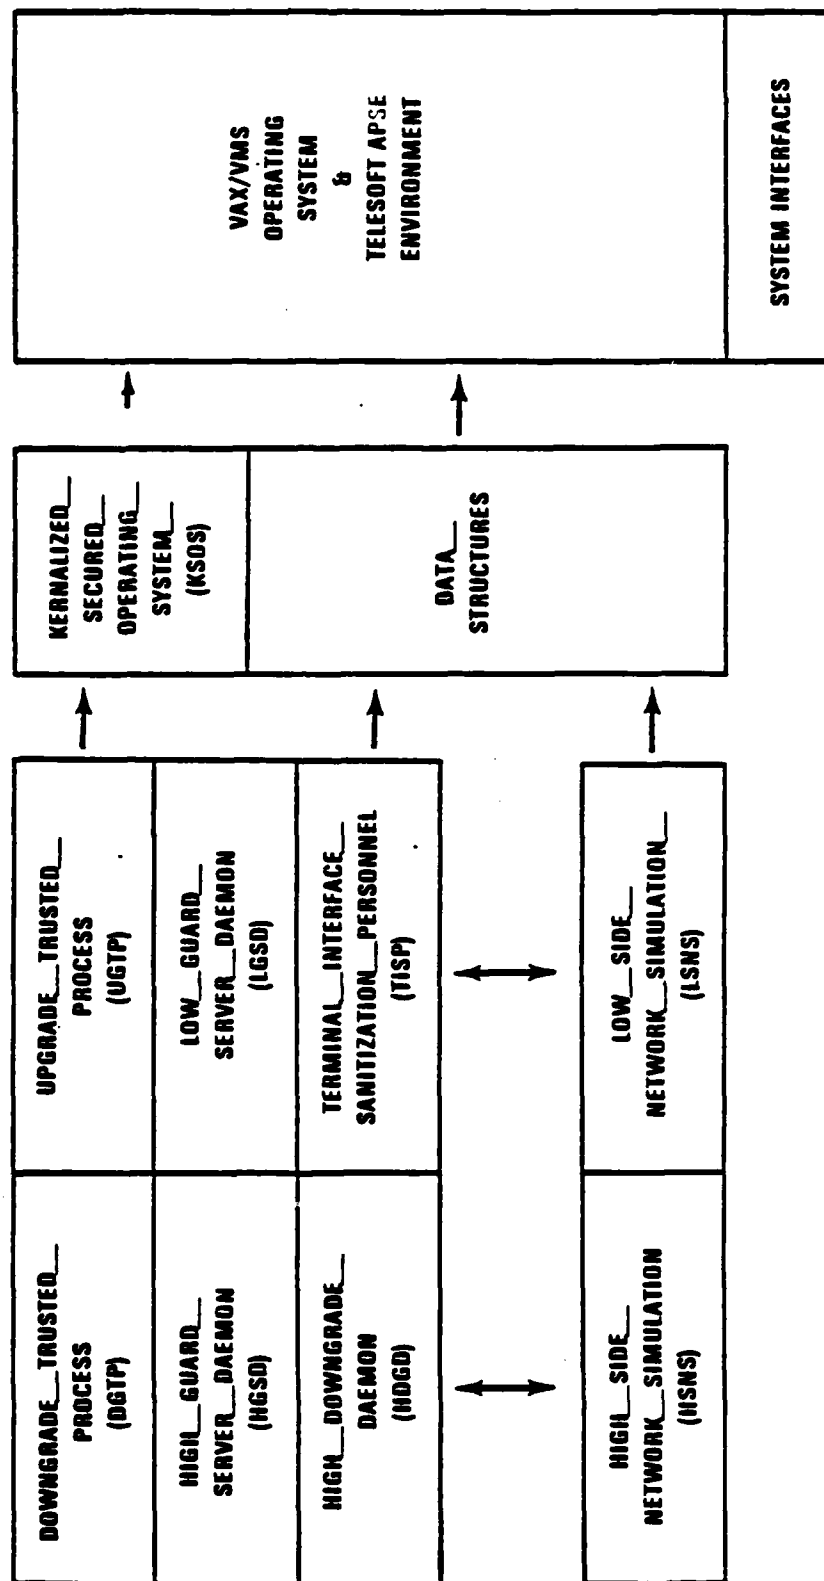 DOWNGRADE_TRUSTED_
PROCESS
(DGTP)
UPGRADE_TRUSTED_
PROCESS
(UGTP)
HIGH_GUARD_
SERVER_DAEMON
(HGSD)
LOW_GUARD_
SERVER_DAEMON
(LGSD)
HIGH_DOWNGRADE_
DAEMON
(HDGD)
TERMINAL_INTERFACE_
SANITIZATION_PERSONNEL
(TISP)
HIGH_SIDE_
NETWORK_SIMULATION
(HSNS)
LOW_SIDE_
NETWORK_SIMULATION_
(LSNS)
KERNALIZED_
SECURED_
OPERATING_
SYSTEM_
(KSOS)
DATA_
STRUCTURES
VAX/VMS
OPERATING
SYSTEM
&
TELESOFT APSE
ENVIRONMENT
SYSTEM INTERFACES